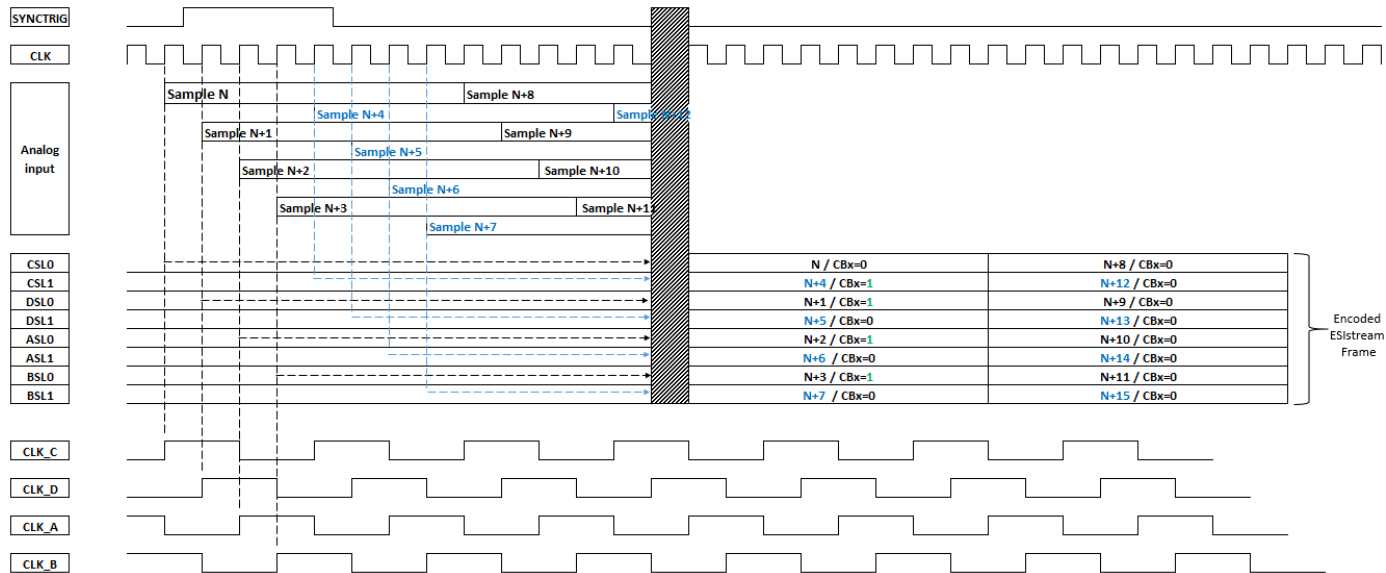 SYNCTRIG
CLK
Analog
input
Sample N
Sample N+8
Sample N+4
Sample N+12
Sample N+1
Sample N+9
Sample N+5
Sample N+2
Sample N+10
Sample N+6
Sample N+3
Sample N+11
Sample N+7
CSL0
N / CBx=0
N+8 / CBx=0
CSL1
N+4 / CBx=1
N+12 / CBx=0
DSL0
N+1 / CBx=1
N+9 / CBx=0
DSL1
N+5 / CBx=0
N+13 / CBx=0
ASL0
N+2 / CBx=1
N+10 / CBx=0
ASL1
N+6 / CBx=0
N+14 / CBx=0
BSL0
N+3 / CBx=1
N+11 / CBx=0
BSL1
N+7 / CBx=0
N+15 / CBx=0
Encoded
ESIstream
Frame
CLK_C
CLK_D
CLK_A
CLK_B